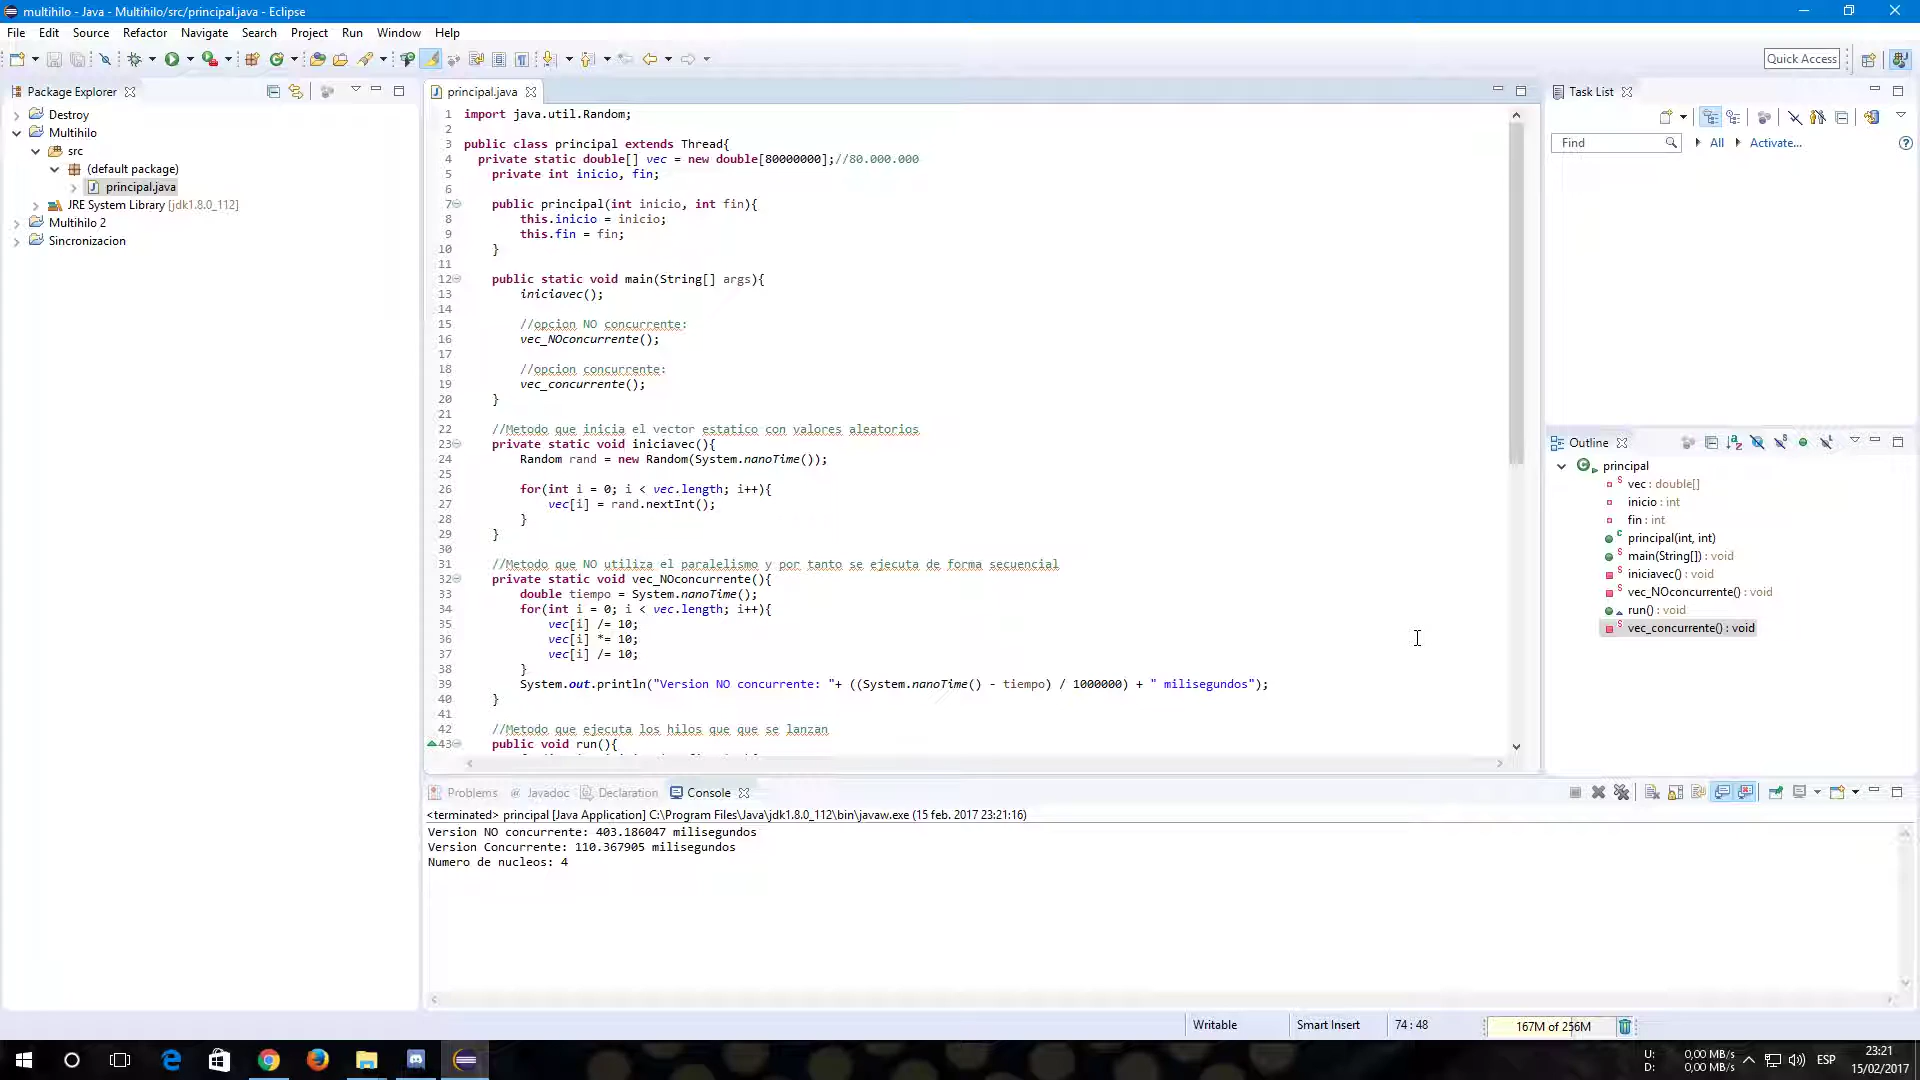 multihilo - Java - Multihilo/src/principal.java - Eclipse
File Edit Source Refactor Navigate Search Project Run Window Help
Quick Access
Package Explorer
Destroy
Multihilo
src
(default package)
principal.java
JRE System Library [jdk1.8.0_112]
Multihilo 2
Sincronizacion
principal.java
1 import java.util.Random;
2
3 public class principal extends Thread{
4 private static double[] vec = new double[80000000];//80.000.000
5 private int inicio, fin;
6
7 public principal(int inicio, int fin){
8 this.inicio = inicio;
9 this.fin = fin;
10 }
11
12 public static void main(String[] args){
13 iniciavec();
14
15 //opcion NO concurrente:
16 vec_NOconcurrente();
17
18 //opcion concurrente:
19 vec_concurrente();
20 }
21
22 //Metodo que inicia el vector estatico con valores aleatorios
23 private static void iniciavec(){
24 Random rand = new Random(System.nanoTime());
25
26 for(int i = 0; i < vec.length; i++){
27 vec[i] = rand.nextInt();
28 }
29 }
30
31 //Metodo que NO utiliza el paralelismo y por tanto se ejecuta de forma secuencial
32 private static void vec_NOconcurrente(){
33 double tiempo = System.nanoTime();
34 for(int i = 0; i < vec.length; i++){
35 vec[i] /= 10;
36 vec[i] *= 10;
37 vec[i] /= 10;
38 }
39 System.out.println("Version NO concurrente: "+ ((System.nanoTime() - tiempo) / 1000000) + " milisegundos");
40 }
41
42 //Metodo que ejecuta los hilos que que se lanzan
43 public void run(){
Task List
Find All Activate...
Outline
principal
vec : double[]
inicio : int
fin : int
principal(int, int)
main(String[]) : void
iniciavec() : void
vec_NOconcurrente() : void
run() : void
vec_concurrente() : void
Problems @ Javadoc Declaration Console
<terminated> principal [Java Application] C:\Program Files\Java\jdk1.8.0_112\bin\javaw.exe (15 feb. 2017 23:21:16)
Version NO concurrente: 403.186047 milisegundos
Version Concurrente: 110.367905 milisegundos
Numero de nucleos: 4
Writable Smart Insert 74 : 48 167M of 256M
U: 0,00 MB/s
D: 0,00 MB/s
ESP
23:21
15/02/2017